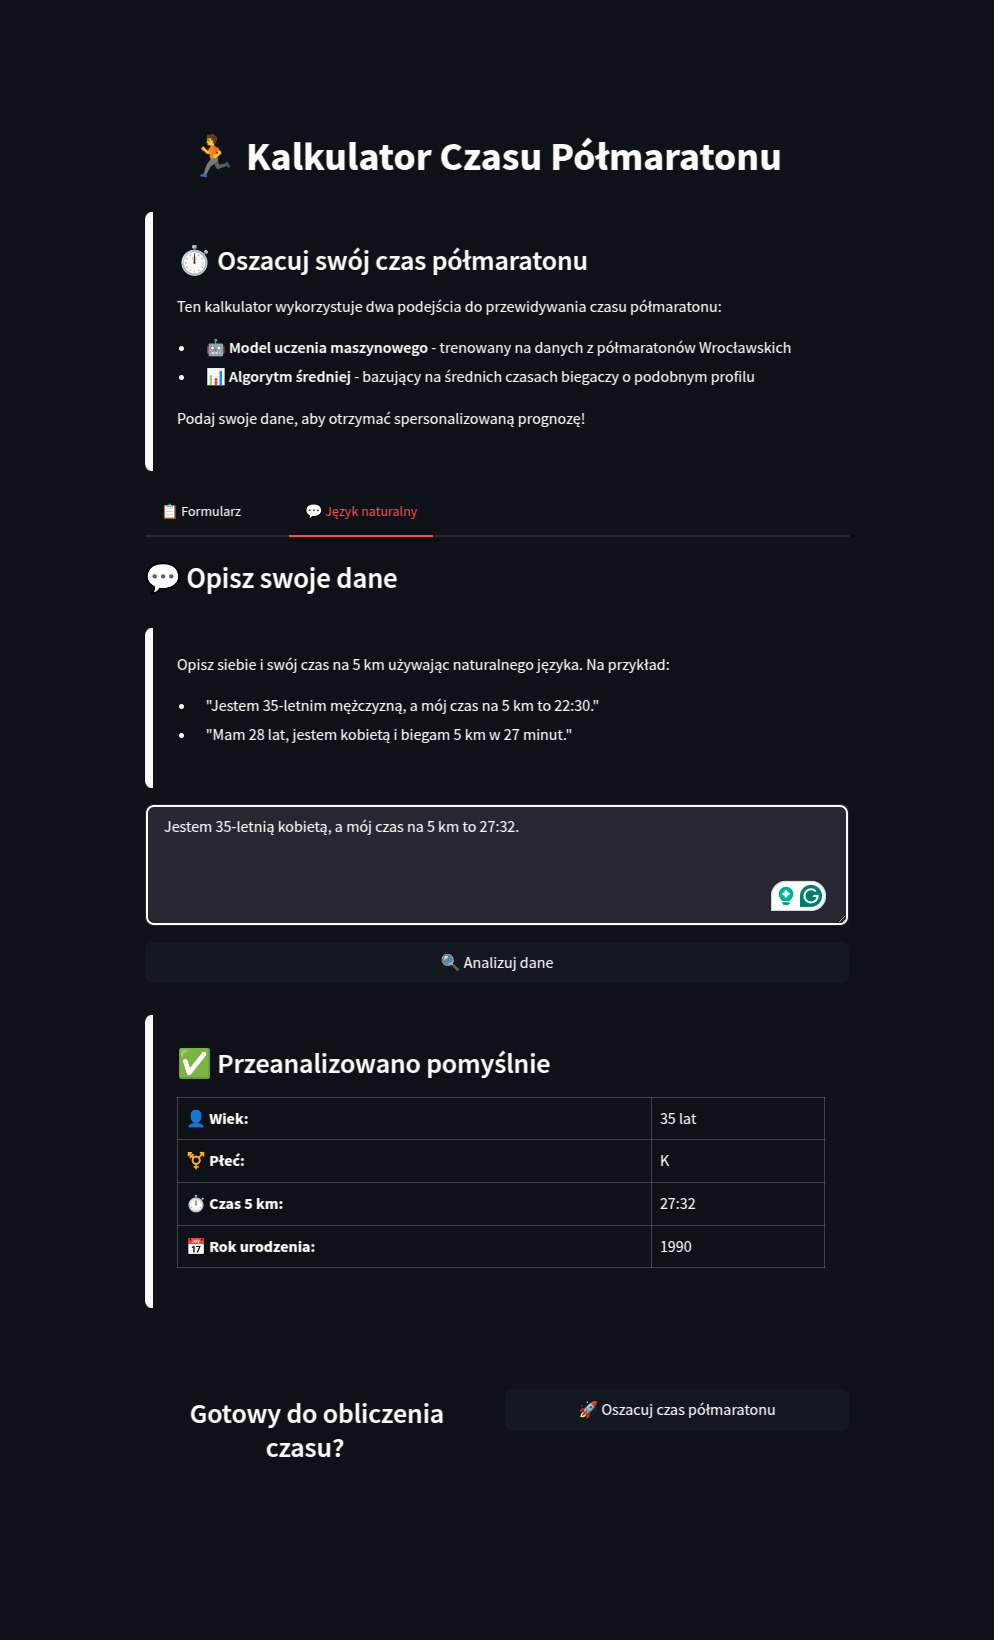 🏃 Kalkulator Czasu Półmaratonu
⏱️ Oszacuj swój czas półmaratonu
Ten kalkulator wykorzystuje dwa podejścia do przewidywania czasu półmaratonu:
• 🤖 Model uczenia maszynowego - trenowany na danych z półmaratonów Wrocławskich
• 📊 Algorytm średniej - bazujący na średnich czasach biegaczy o podobnym profilu
Podaj swoje dane, aby otrzymać spersonalizowaną prognozę!
📋 Formularz
💬 Język naturalny
💬 Opisz swoje dane
Opisz siebie i swój czas na 5 km używając naturalnego języka. Na przykład:
• "Jestem 35-letnim mężczyzną, a mój czas na 5 km to 22:30."
• "Mam 28 lat, jestem kobietą i biegam 5 km w 27 minut."
Jestem 35-letnią kobietą, a mój czas na 5 km to 27:32.
🔍 Analizuj dane
✅ Przeanalizowano pomyślnie
👤 Wiek: 35 lat
⚧ Płeć: K
⏱️ Czas 5 km: 27:32
📅 Rok urodzenia: 1990
Gotowy do obliczenia
czasu?
🚀 Oszacuj czas półmaratonu